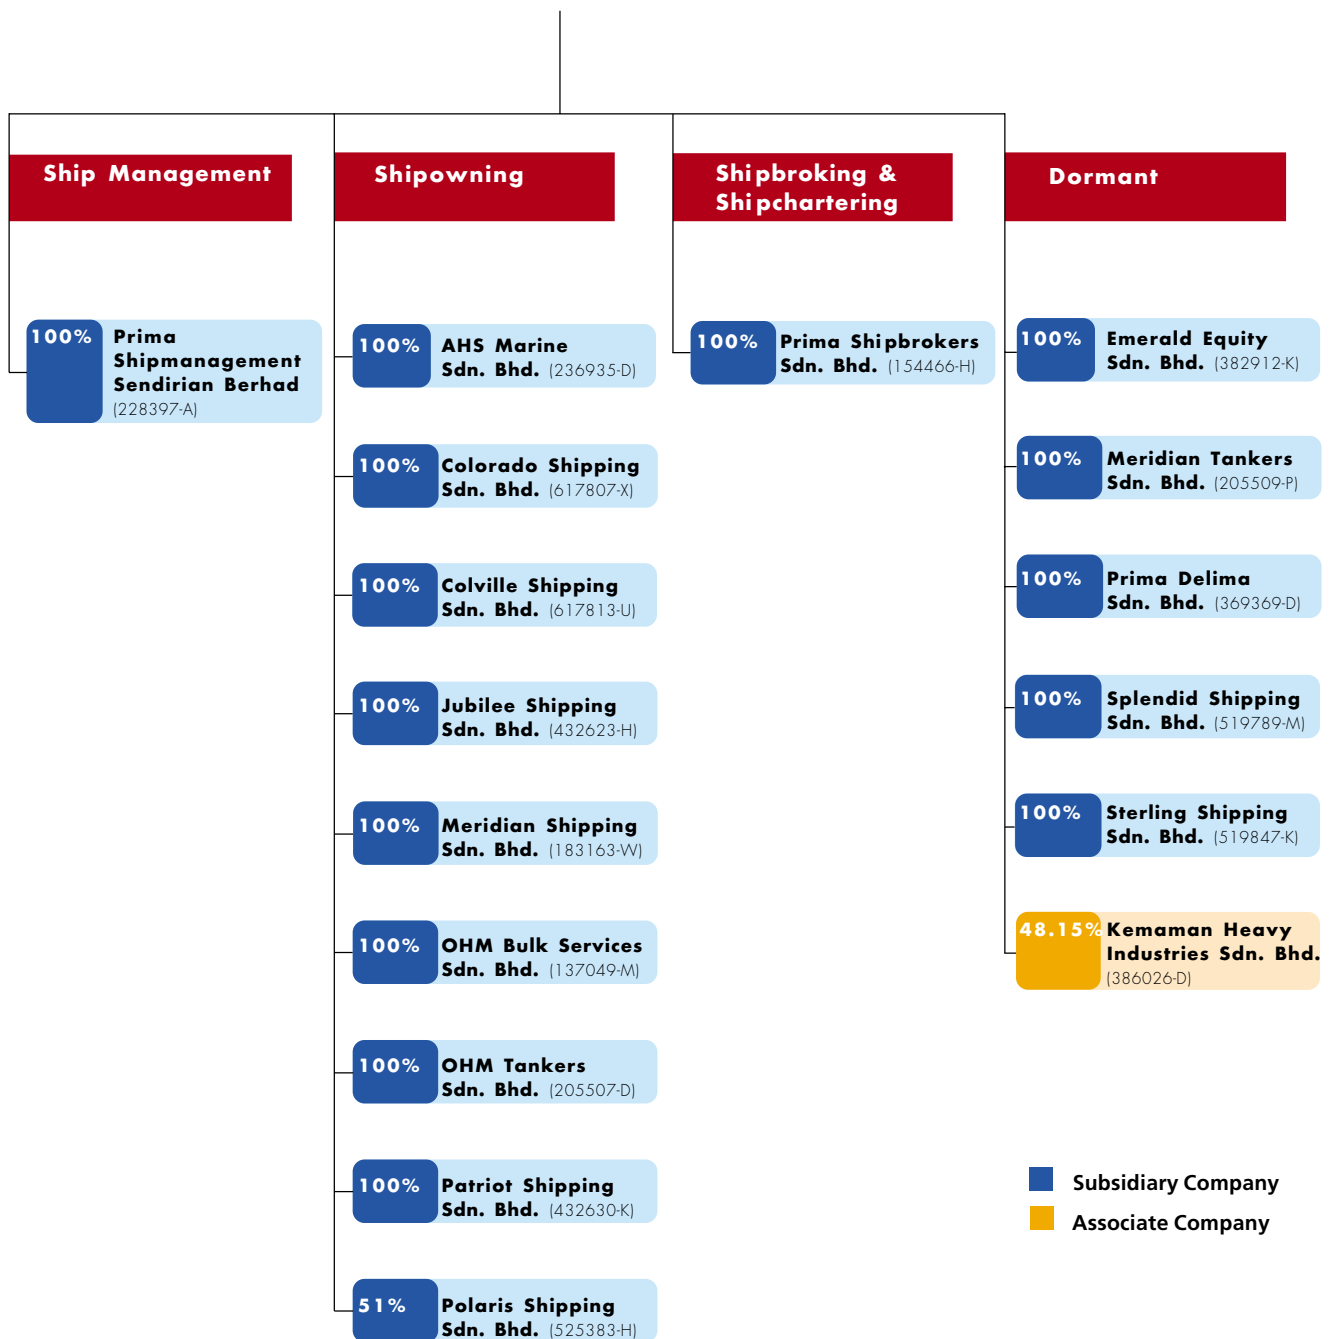 Ship Management
100% Prima
Shipmanagement
Sendirian Berhad
(228397-A)
Shipowning
100% AHS Marine
Sdn. Bhd. (236935-D)
100% Colorado Shipping
Sdn. Bhd. (617807-X)
100% Colville Shipping
Sdn. Bhd. (617813-U)
100% Jubilee Shipping
Sdn. Bhd. (432623-H)
100% Meridian Shipping
Sdn. Bhd. (183163-W)
100% OHM Bulk Services
Sdn. Bhd. (137049-M)
100% OHM Tankers
Sdn. Bhd. (205507-D)
100% Patriot Shipping
Sdn. Bhd. (432630-K)
51% Polaris Shipping
Sdn. Bhd. (525383-H)
Shipbroking &
Shipchartering
100% Prima Shipbrokers
Sdn. Bhd. (154466-H)
Dormant
100% Emerald Equity
Sdn. Bhd. (382912-K)
100% Meridian Tankers
Sdn. Bhd. (205509-P)
100% Prima Delima
Sdn. Bhd. (369369-D)
100% Splendid Shipping
Sdn. Bhd. (519789-M)
100% Sterling Shipping
Sdn. Bhd. (519847-K)
48.15% Kemaman Heavy
Industries Sdn. Bhd.
(386026-D)
Subsidiary Company
Associate Company